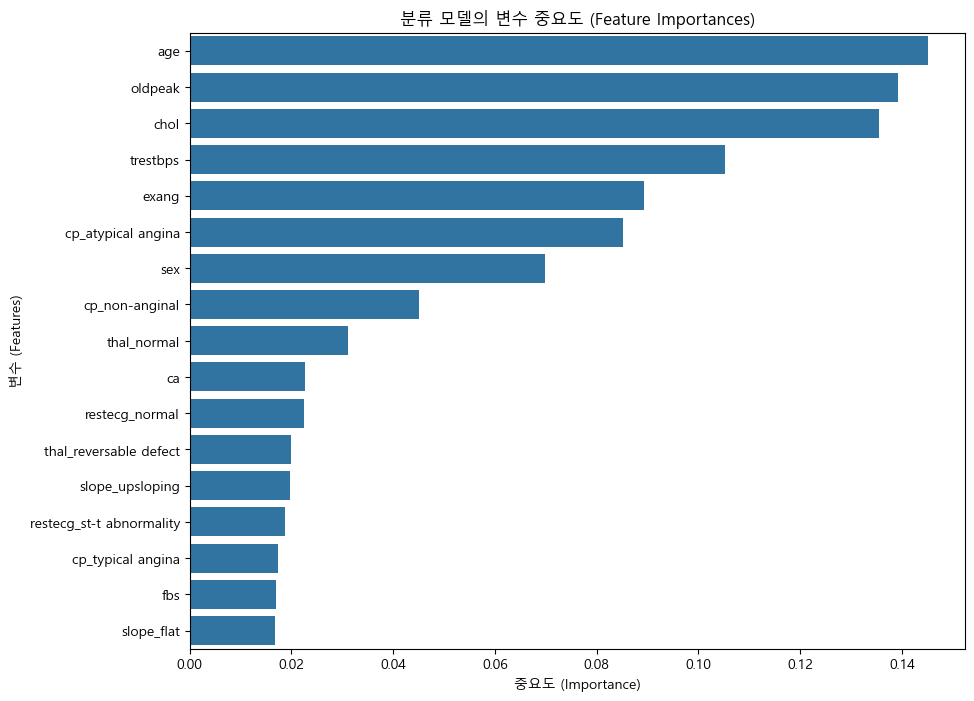 분류 모델의 변수 중요도 (Feature Importances)
변수 (Features)
age
oldpeak
chol
trestbps
exang
cp_atypical angina
sex
cp_non-anginal
thal_normal
ca
restecg_normal
thal_reversable defect
slope_upsloping
restecg_st-t abnormality
cp_typical angina
fbs
slope_flat
0.00 0.02 0.04 0.06 0.08 0.10 0.12 0.14
중요도 (Importance)